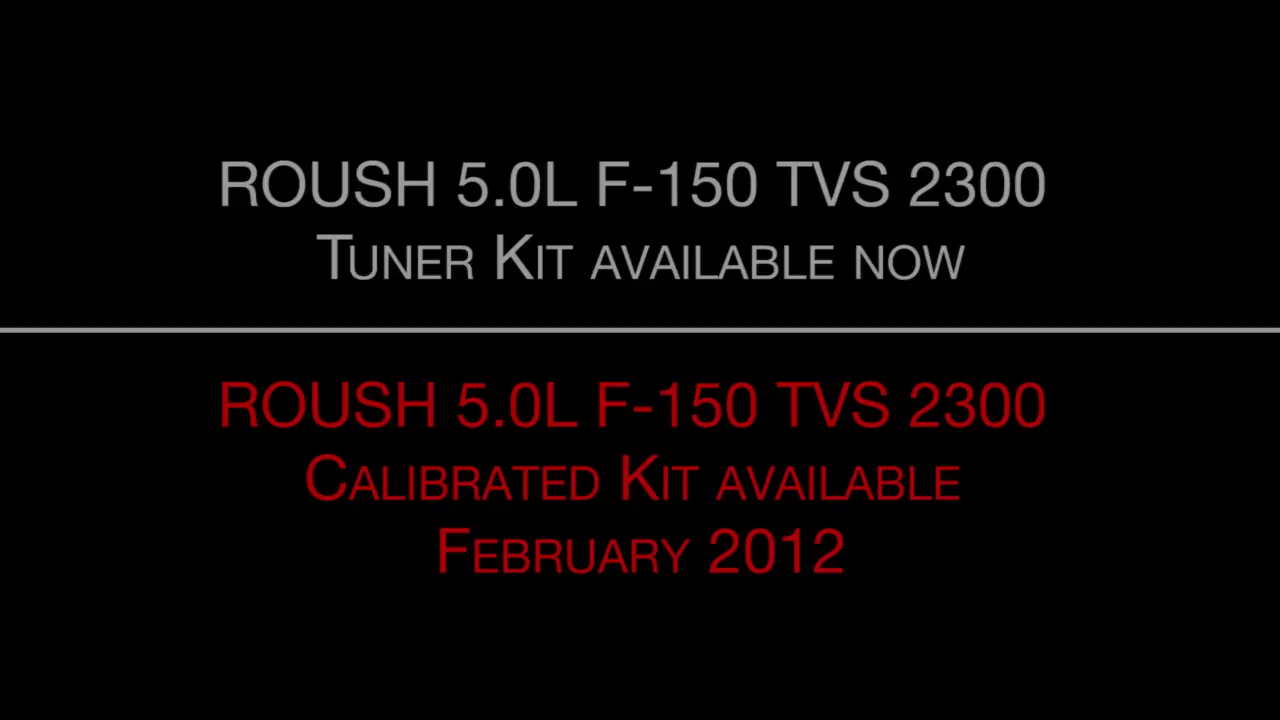 ROUSH 5.0L F-150 TVS 2300
TUNER KIT AVAILABLE NOW
ROUSH 5.0L F-150 TVS 2300
CALIBRATED KIT AVAILABLE
FEBRUARY 2012